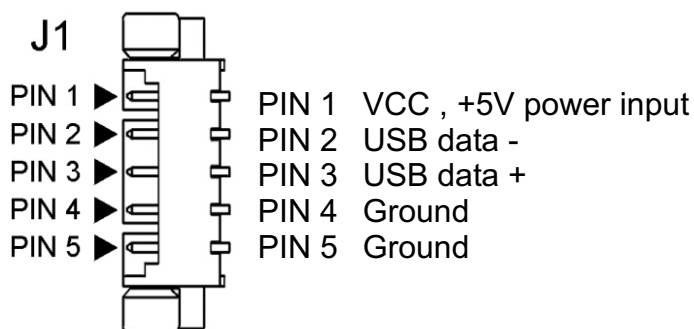 J1
PIN 1 PIN 1 VCC , +5V power input
PIN 2 PIN 2 USB data -
PIN 3 PIN 3 USB data +
PIN 4 PIN 4 Ground
PIN 5 PIN 5 Ground